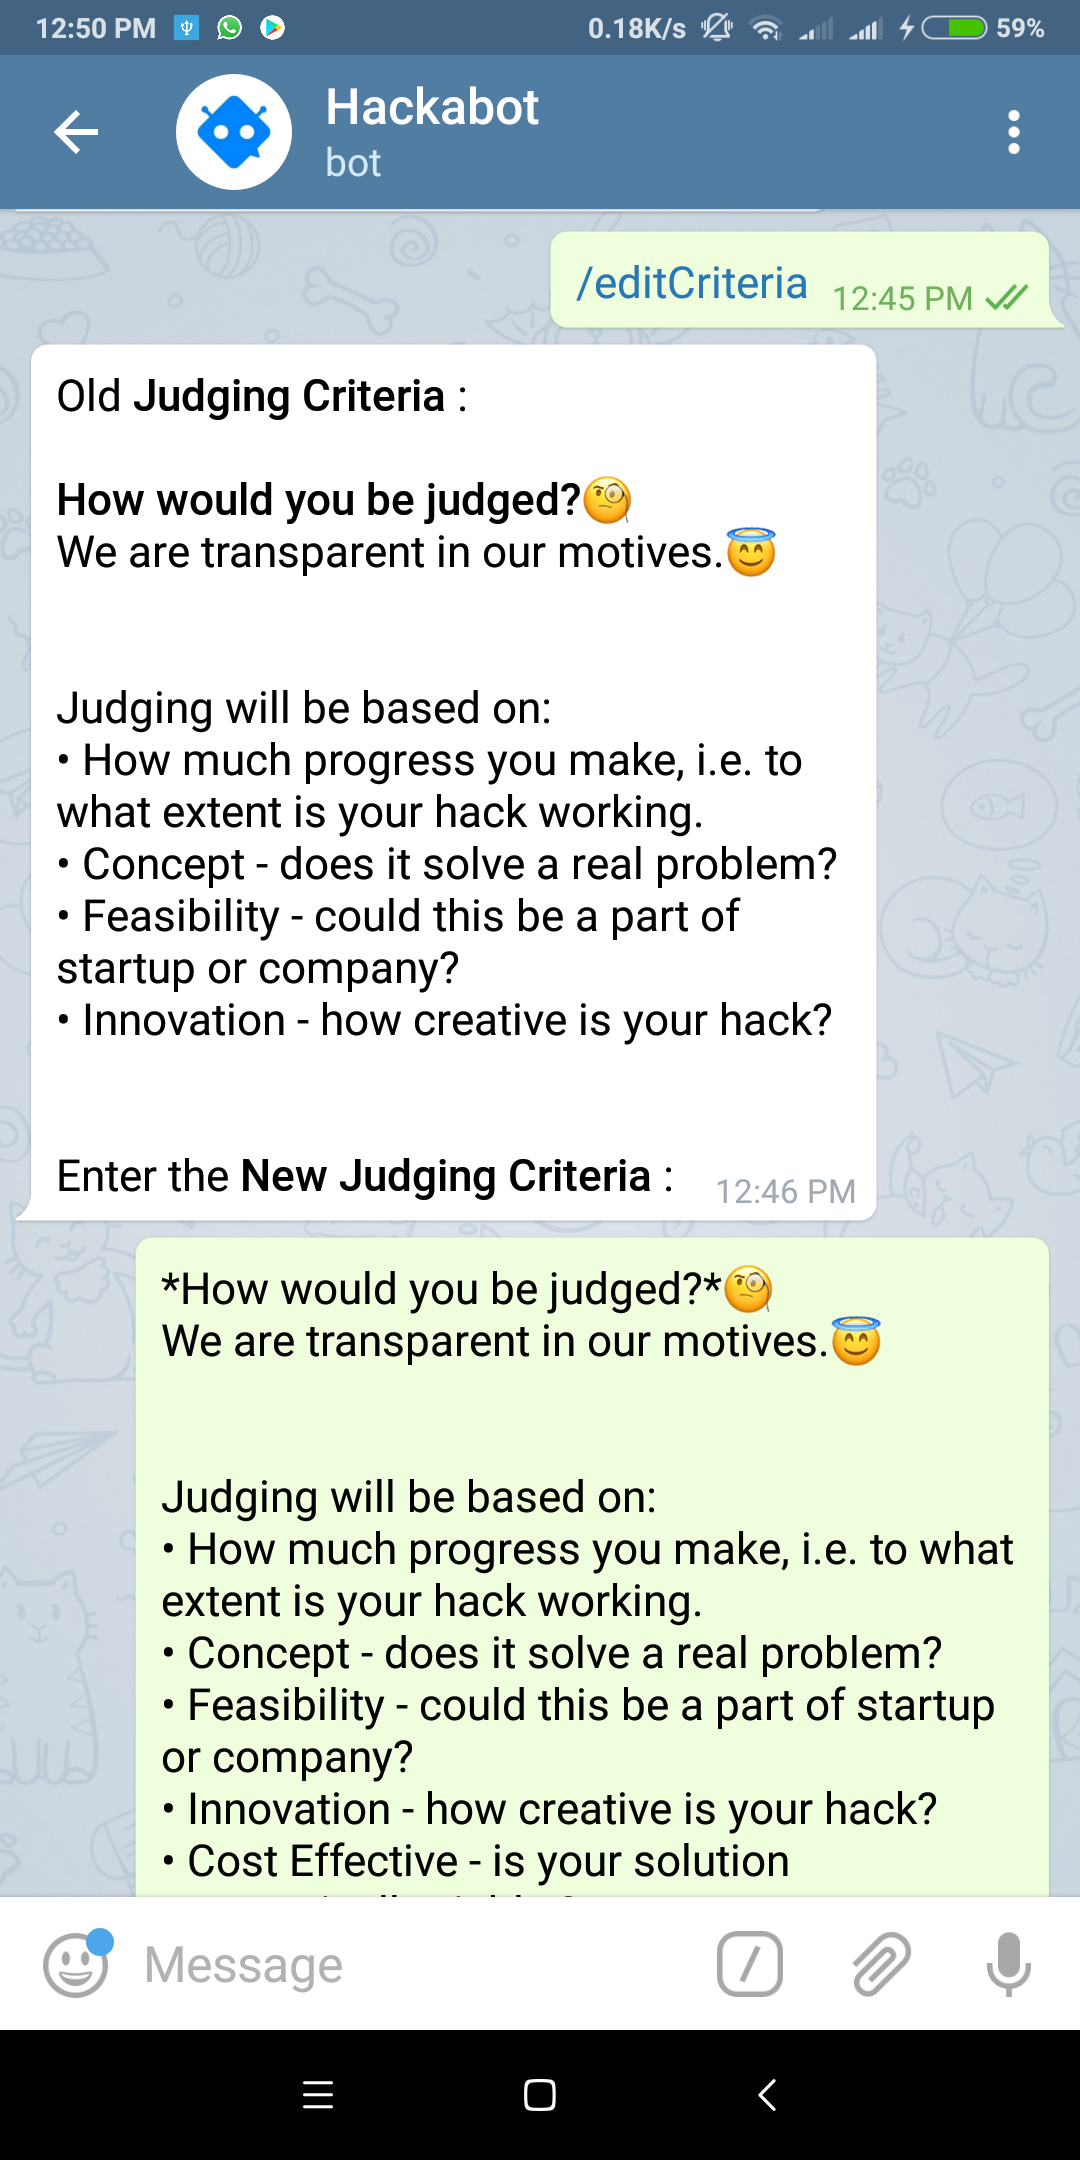 12:50 PM 0.18K/s 59%
Hackabot
bot
/editCriteria 12:45 PM
Old Judging Criteria :
How would you be judged?🧐
We are transparent in our motives.😇
Judging will be based on:
• How much progress you make, i.e. to
what extent is your hack working.
• Concept - does it solve a real problem?
• Feasibility - could this be a part of
startup or company?
• Innovation - how creative is your hack?
Enter the New Judging Criteria : 12:46 PM
*How would you be judged?*🧐
We are transparent in our motives.😇
Judging will be based on:
• How much progress you make, i.e. to what
extent is your hack working.
• Concept - does it solve a real problem?
• Feasibility - could this be a part of startup
or company?
• Innovation - how creative is your hack?
• Cost Effective - is your solution
Message